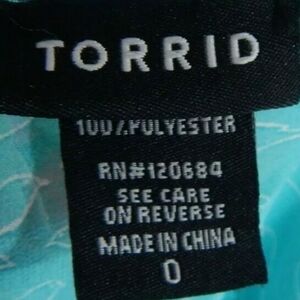 TORRID
100% POLYESTER
RN#120684
SEE CARE
ON REVERSE
MADE IN CHINA
0